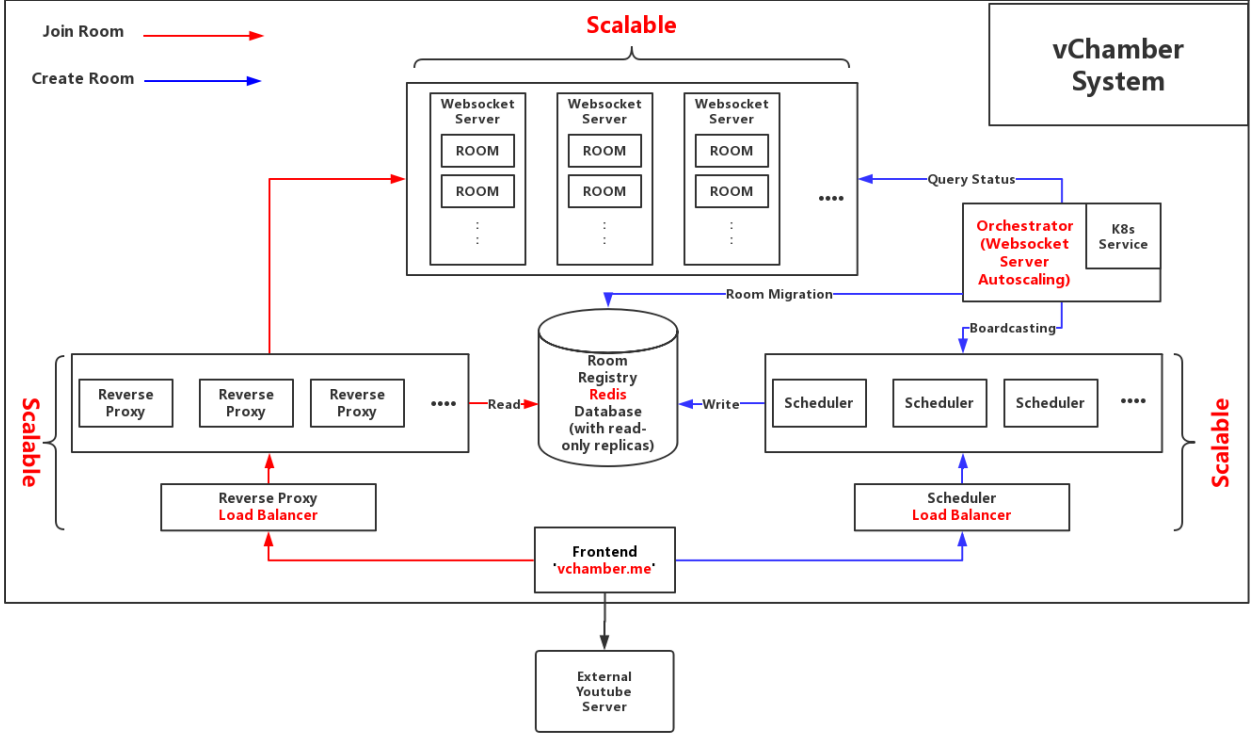 Join Room
Create Room
Scalable
vChamber
System
Websocket
Server
ROOM
ROOM
:
:
Websocket
Server
ROOM
ROOM
:
:
Websocket
Server
ROOM
ROOM
:
:
••••
Query Status
Orchestrator
(Websocket
Server
Autoscaling)
K8s
Service
Room Migration
Boardcasting
Scalable
Reverse
Proxy
Reverse
Proxy
Reverse
Proxy
••••
Read
Room
Registry
Redis
Database
(with read-
only replicas)
Write
Scheduler
Scheduler
Scheduler
••••
Scalable
Reverse Proxy
Load Balancer
Scheduler
Load Balancer
Frontend
'vchamber.me'
External
Youtube
Server